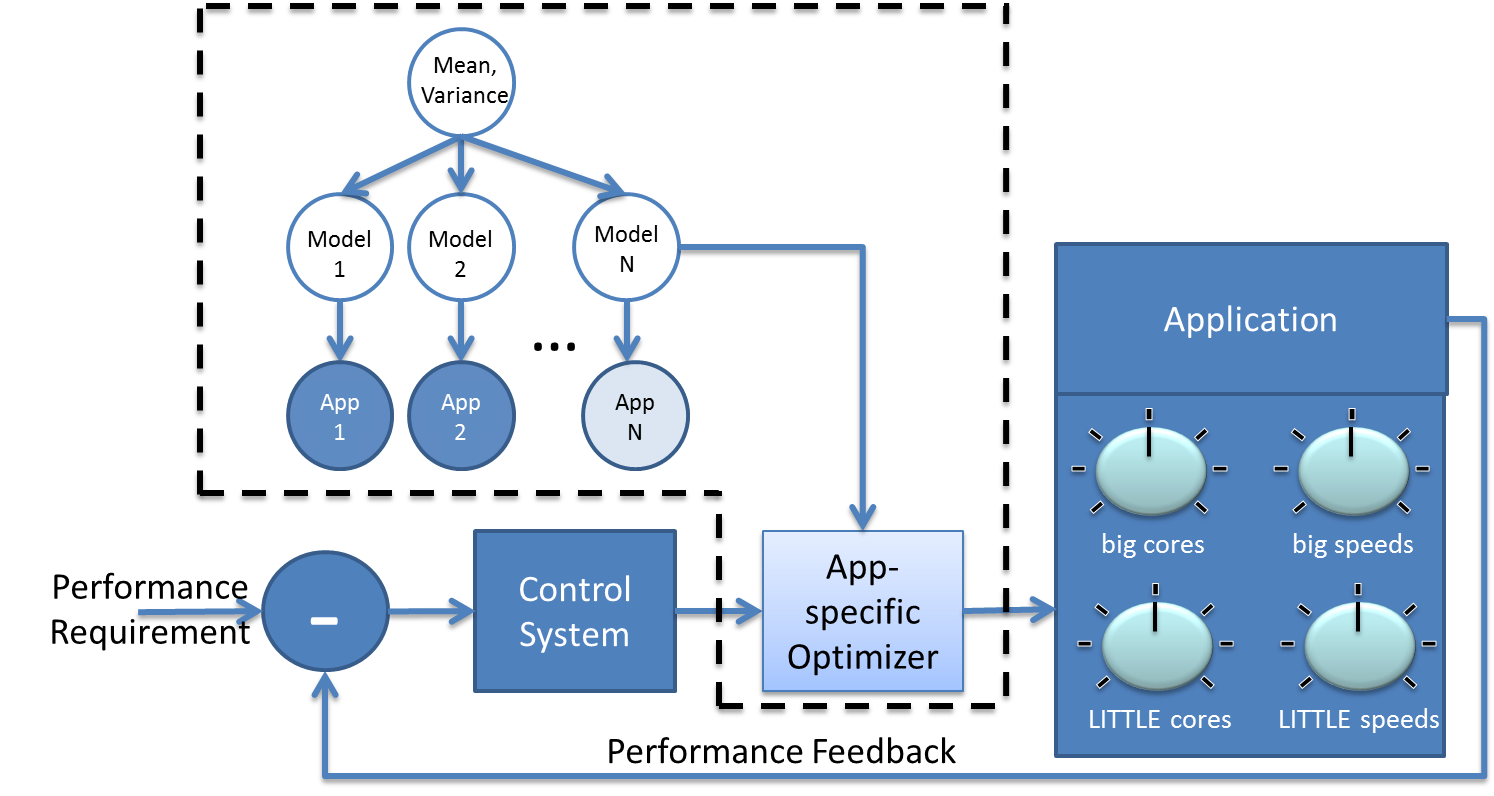 Mean,
Variance
Model
1
Model
2
Model
N
...
App
1
App
2
App
N
Application
big cores
big speeds
LITTLE cores
LITTLE speeds
Performance
Requirement
-
Control
System
App-
specific
Optimizer
Performance Feedback